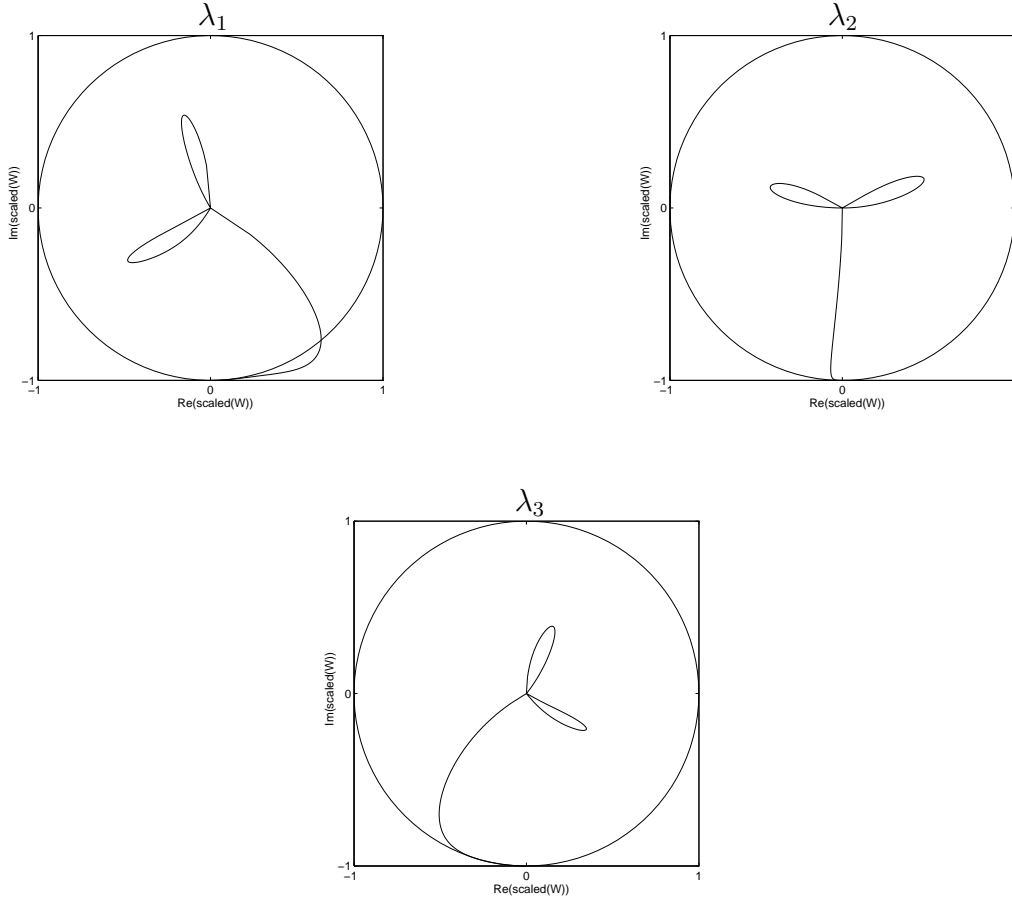 λ1
1
Im(scaled(W))
0
−1
−1
0
1
Re(scaled(W))
λ2
1
Im(scaled(W))
0
−1
−1
0
Re(scaled(W))
λ3
1
Im(scaled(W))
0
−1
−1
0
1
Re(scaled(W))